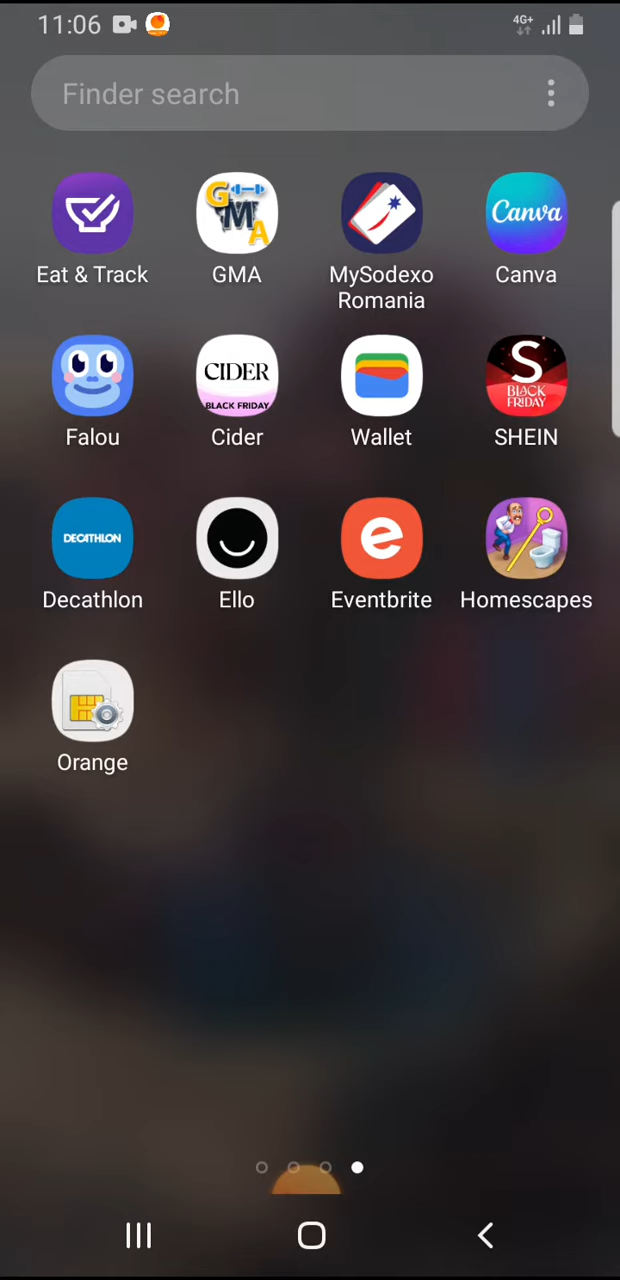 11:06
4G+
Finder search
Canva
Eat & Track
GMA
MySodexo
Romania
Canva
CIDER
BLACK FRIDAY
S
BLACK
FRIDAY
Falou
Cider
Wallet
SHEIN
DECATHLON
e
Decathlon
Ello
Eventbrite
Homescapes
Orange